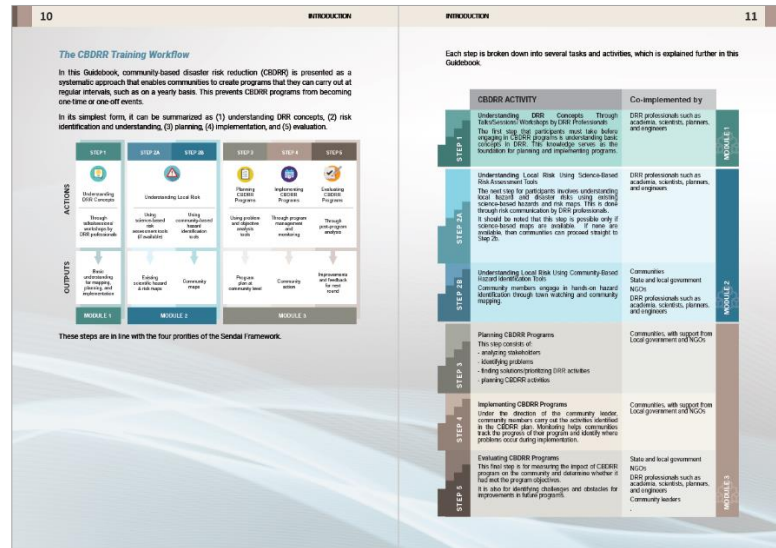 10
INTRODUCTION
The CBDRR Training Workflow
In this Guidebook, community-based disaster risk reduction (CBDRR) is presented as a
systematic approach that enables communities to create programs that they can carry out at
regular intervals, such as on a yearly basis. This prevents CBDRR programs from becoming
one-time or one-off events.
In its simplest form, it can be summarized as (1) understanding DRR concepts, (2) risk
identification and understanding, (3) planning, (4) implementation, and (5) evaluation.
STEP 1
STEP 2A
STEP 2B
STEP 3
STEP 4
STEP 5
ACTIONS
Understanding
DRR Concepts
Understanding Local Risk
Planning
CBDRR
Programs
Implementing
CBDRR
Programs
Evaluating
CBDRR
Programs
Through
talks/sessions/
workshops by
DRR professionals
Using
science-based
risk
assessment tools
(if available)
Using
community-based
hazard
identification
tools
Using problem
and objective
analysis
tools
Through program
management
and
monitoring
Through
post-program
analysis
OUTPUTS
Basic
understanding
for mapping,
planning, and
implementation
Existing
scientific hazard
& risk maps
Community
maps
Program
plan at
community level
Community
action
Improvements
and feedback
for next
round
MODULE 1
MODULE 2
MODULE 3
These steps are in line with the four priorities of the Sendai Framework.
INTRODUCTION
11
Each step is broken down into several tasks and activities, which is explained further in this
Guidebook.
CBDRR ACTIVITY
Co-implemented by
STEP 1
Understanding DRR Concepts Through
Talks/Sessions/Workshops by DRR Professionals
The first step that participants must take before
engaging in CBDRR programs is understanding basic
concepts in DRR. This knowledge serves as the
foundation for planning and implementing programs.
DRR professionals such as
academia, scientists, planners,
and engineers
MODULE 1
STEP 2A
Understanding Local Risk Using Science-Based
Risk Assessment Tools
The next step for participants involves understanding
local hazard and disaster risks using existing
science-based hazards and risk maps. This is done
through risk communication by DRR professionals.
It should be noted that this step is possible only if
science-based maps are available. If none are
available, then communities can proceed straight to
Step 2b.
DRR professionals such as
academia, scientists, planners,
and engineers
STEP 2B
Understanding Local Risk Using Community-Based
Hazard Identification Tools
Community members engage in hands-on hazard
identification through town watching and community
mapping.
Communities
State and local government
NGOs
DRR professionals such as
academia, scientists, planners,
and engineers
MODULE 2
STEP 3
Planning CBDRR Programs
This step consists of:
- analyzing stakeholders
- identifying problems
- finding solutions/prioritizing DRR activities
- planning CBDRR activities
Communities, with support from
Local government and NGOs
STEP 4
Implementing CBDRR Programs
Under the direction of the community leader,
community members carry out the activities identified
in the CBDRR plan. Monitoring helps communities
track the progress of their program and identify where
problems occur during implementation.
Communities, with support from
Local government and NGOs
STEP 5
Evaluating CBDRR Programs
This final step is for measuring the impact of CBDRR
program on the community and determine whether it
had met the program objectives.
It is also for identifying challenges and obstacles for
improvements in future programs.
State and local government
NGOs
DRR professionals such as
academia, scientists, planners,
and engineers
Community leaders
.
MODULE 3